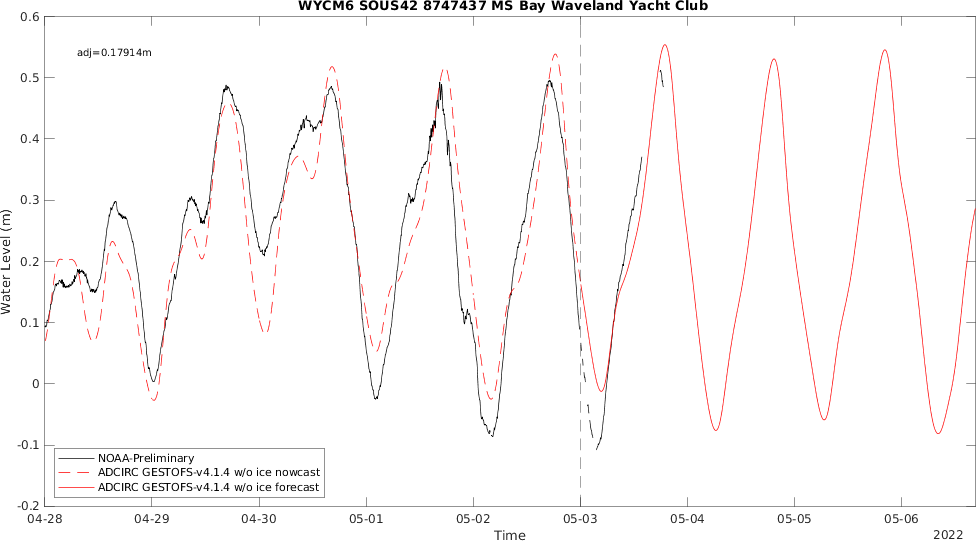 WYCM6 SOUS42 8747437 MS Bay Waveland Yacht Club
adj=0.17914m
0.6
0.5
0.4
0.3
0.2
0.1
0
-0.1
-0.2
Water Level (m)
NOAA-Preliminary
ADCIRC GESTOFS-v4.1.4 w/o ice nowcast
ADCIRC GESTOFS-v4.1.4 w/o ice forecast
04-28 04-29 04-30 05-01 05-02 05-03 05-04 05-05 05-06
Time
2022